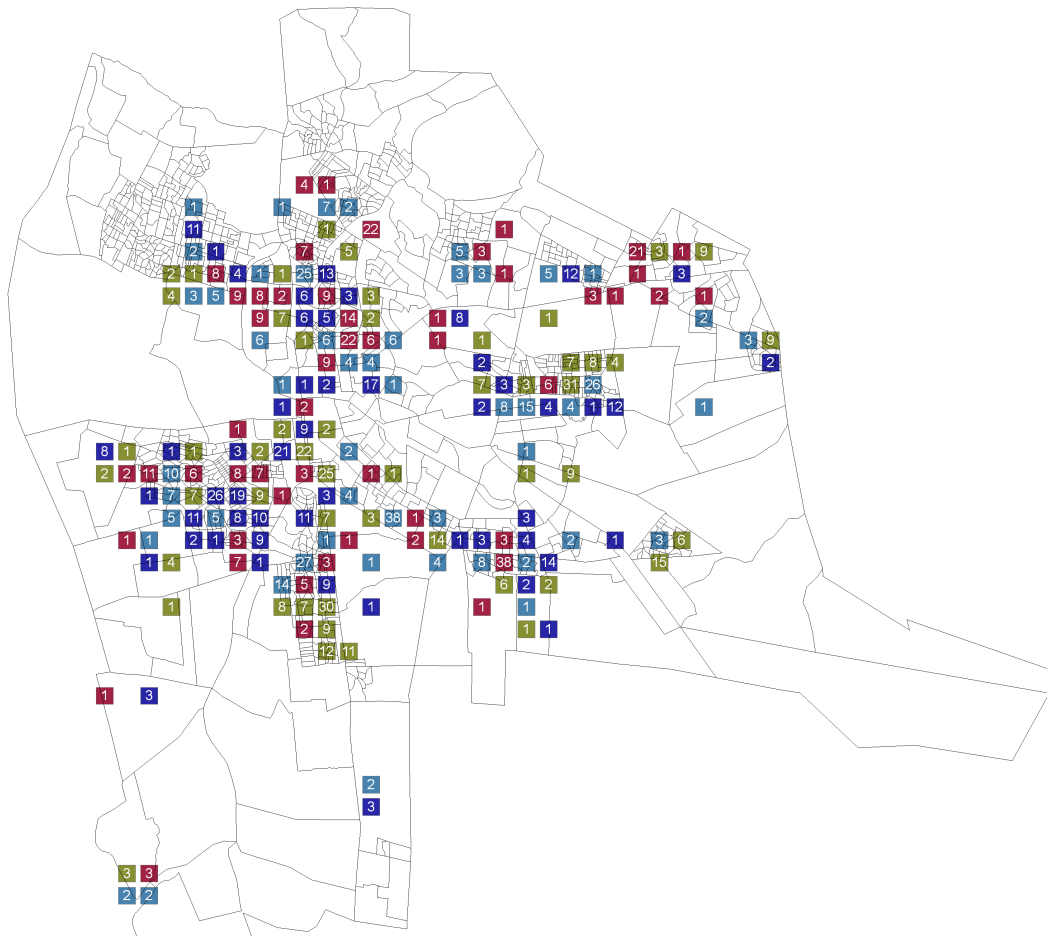 4 1
1 1 7 2
11 1 22 1
2 1 7 5 5 3 21 3 1 9
2 1 8 4 1 1 25 13 3 3 1 5 12 1 1 3
4 3 5 9 8 2 6 9 3 3 3 1 2 1
9 7 6 5 14 2 1 8 1 2
6 1 6 22 6 6 1 1 3 9
9 4 4 2 7 8 4 2
1 1 2 17 1 7 3 3 6 31 26
1 2 2 8 15 4 4 1 12 1
1 2 9 2
8 1 1 1 3 2 21 22 2 1
2 2 11 10 6 8 7 3 25 1 1 1 9
1 7 7 26 19 9 1 3 4
5 11 5 8 10 11 7 3 38 1 3 3
1 1 2 1 3 9 1 1 2 14 1 3 3 4 2 1 3 6
1 4 7 1 27 3 1 4 8 38 2 14 15
14 5 9 6 2 2
1 8 7 30 1 1 1
2 9 1 1
12 11
1 3
2
3
3 3
2 2